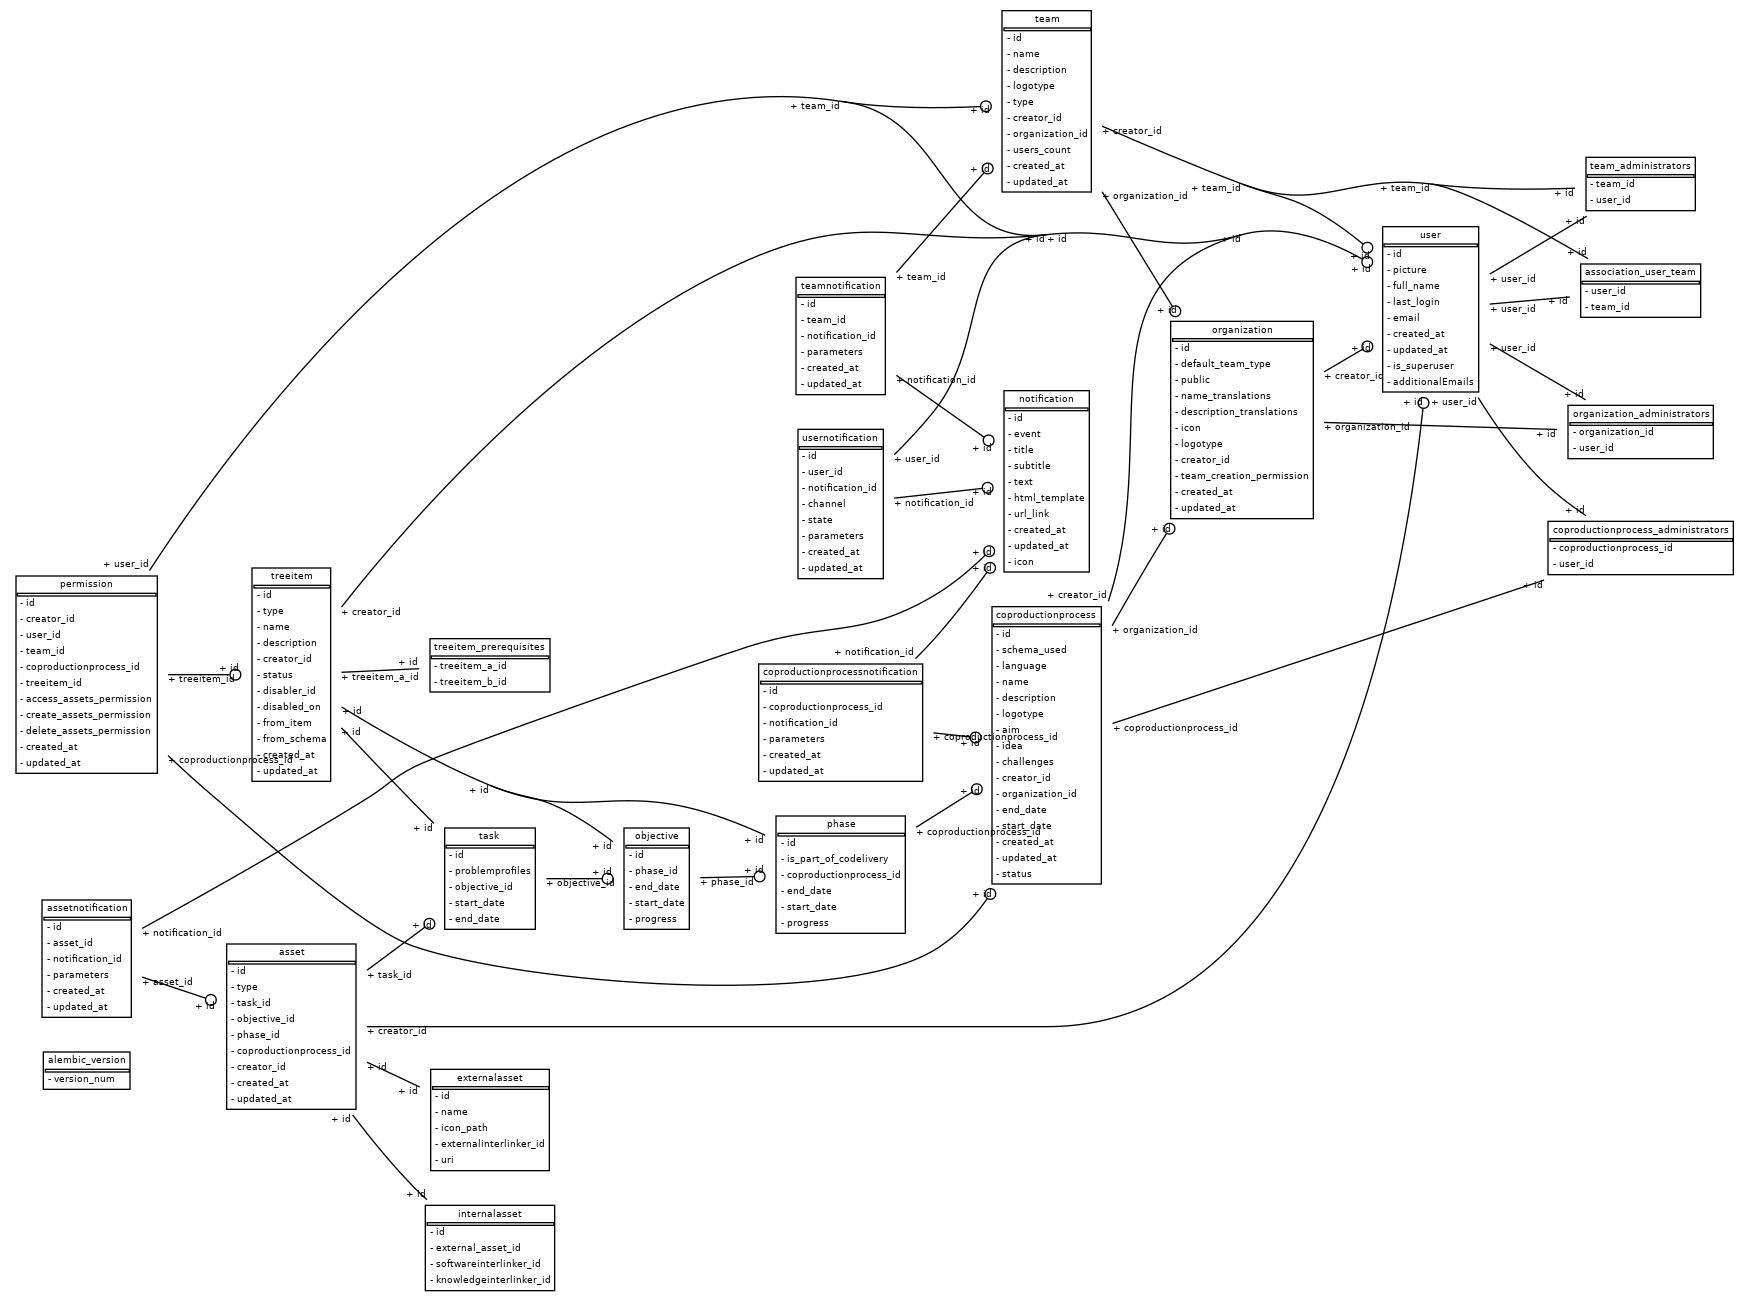 team
- id
- name
- description
- logotype
- type
- creator_id
- organization_id
- users_count
- created_at
- updated_at
+ team_id
+ id
+ creator_id
+ id
+ organization_id
+ team_id
+ team_id
team_administrators
- team_id
- user_id
+ id
+ id
user
- id
- picture
- full_name
- last_login
- email
- created_at
- updated_at
- is_superuser
- additionalEmails
+ id + id
+ id
+ id
+ id
+ id
association_user_team
- user_id
- team_id
+ user_id
+ id
+ user_id
+ user_id
+ id
teamnotification
- id
- team_id
- notification_id
- parameters
- created_at
- updated_at
+ team_id
+ notification_id
+ id
organization
- id
- default_team_type
- public
- name_translations
- description_translations
- icon
- logotype
- creator_id
- team_creation_permission
- created_at
- updated_at
+ id
+ creator_id
+ id
+ user_id
+ organization_id
+ id
organization_administrators
- organization_id
- user_id
notification
- id
- event
- title
- subtitle
- text
- html_template
- url_link
- created_at
- updated_at
- icon
usernotification
- id
- user_id
- notification_id
- channel
- state
- parameters
- created_at
- updated_at
+ user_id
+ id
+ notification_id
+ id
+ id
+ id
+ id
+ id
coproductionprocess_administrators
- coproductionprocess_id
- user_id
+ id
+ user_id
permission
- id
- creator_id
- user_id
- team_id
- coproductionprocess_id
- treeitem_id
- access_assets_permission
- create_assets_permission
- delete_assets_permission
- created_at
- updated_at
+ id
+ treeitem_id
+ coproductionprocess_id
treeitem
- id
- type
- name
- description
- creator_id
- status
- disabler_id
- disabled_on
- from_item
- from_schema
- created_at
- updated_at
+ creator_id
+ id
+ treeitem_a_id
+ id
+ id
treeitem_prerequisites
- treeitem_a_id
- treeitem_b_id
+ creator_id
+ organization_id
+ notification_id
coproductionprocessnotification
- id
- coproductionprocess_id
- notification_id
- parameters
- created_at
- updated_at
+ coproductionprocess_id
+ id
coproductionprocess
- id
- schema_used
- language
- name
- description
- logotype
- aim
- idea
- challenges
- creator_id
- organization_id
- end_date
- start_date
- created_at
- updated_at
- status
+ coproductionprocess_id
+ id
+ id
+ coproductionprocess_id
+ id
+ id
task
- id
- problemprofiles
- objective_id
- start_date
- end_date
+ id
+ id
+ objective_id
objective
- id
- phase_id
- end_date
- start_date
- progress
+ id
+ id
+ phase_id
phase
- id
- is_part_of_codelivery
- coproductionprocess_id
- end_date
- start_date
- progress
assetnotification
- id
- asset_id
- notification_id
- parameters
- created_at
- updated_at
+ notification_id
+ asset_id
+ id
asset
- id
- type
- task_id
- objective_id
- phase_id
- coproductionprocess_id
- creator_id
- created_at
- updated_at
+ id
+ task_id
+ creator_id
+ id
+ id
+ id
alembic_version
- version_num
externalasset
- id
- name
- icon_path
- externalinterlinker_id
- uri
+ id
internalasset
- id
- external_asset_id
- softwareinterlinker_id
- knowledgeinterlinker_id